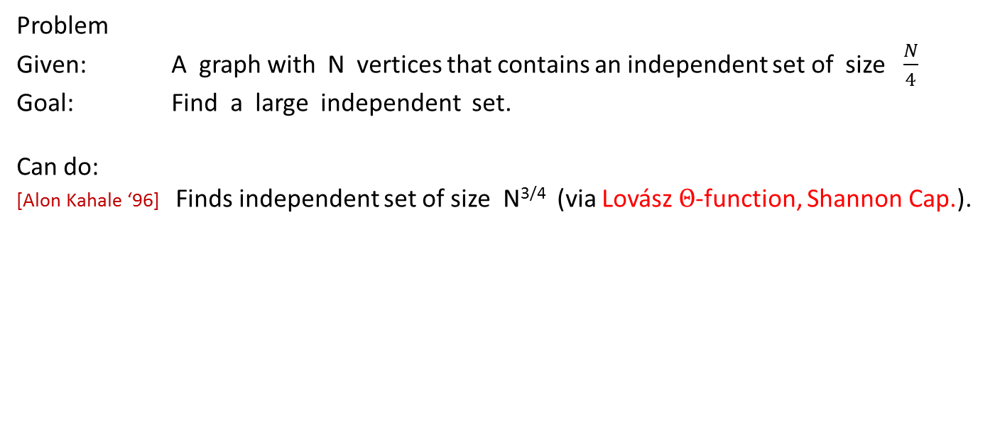 Problem
Given: A graph with N vertices that contains an independent set of size N/4
Goal: Find a large independent set.
Can do:
[Alon Kahale ‘96] Finds independent set of size N^3/4 (via Lovász Θ-function, Shannon Cap.).